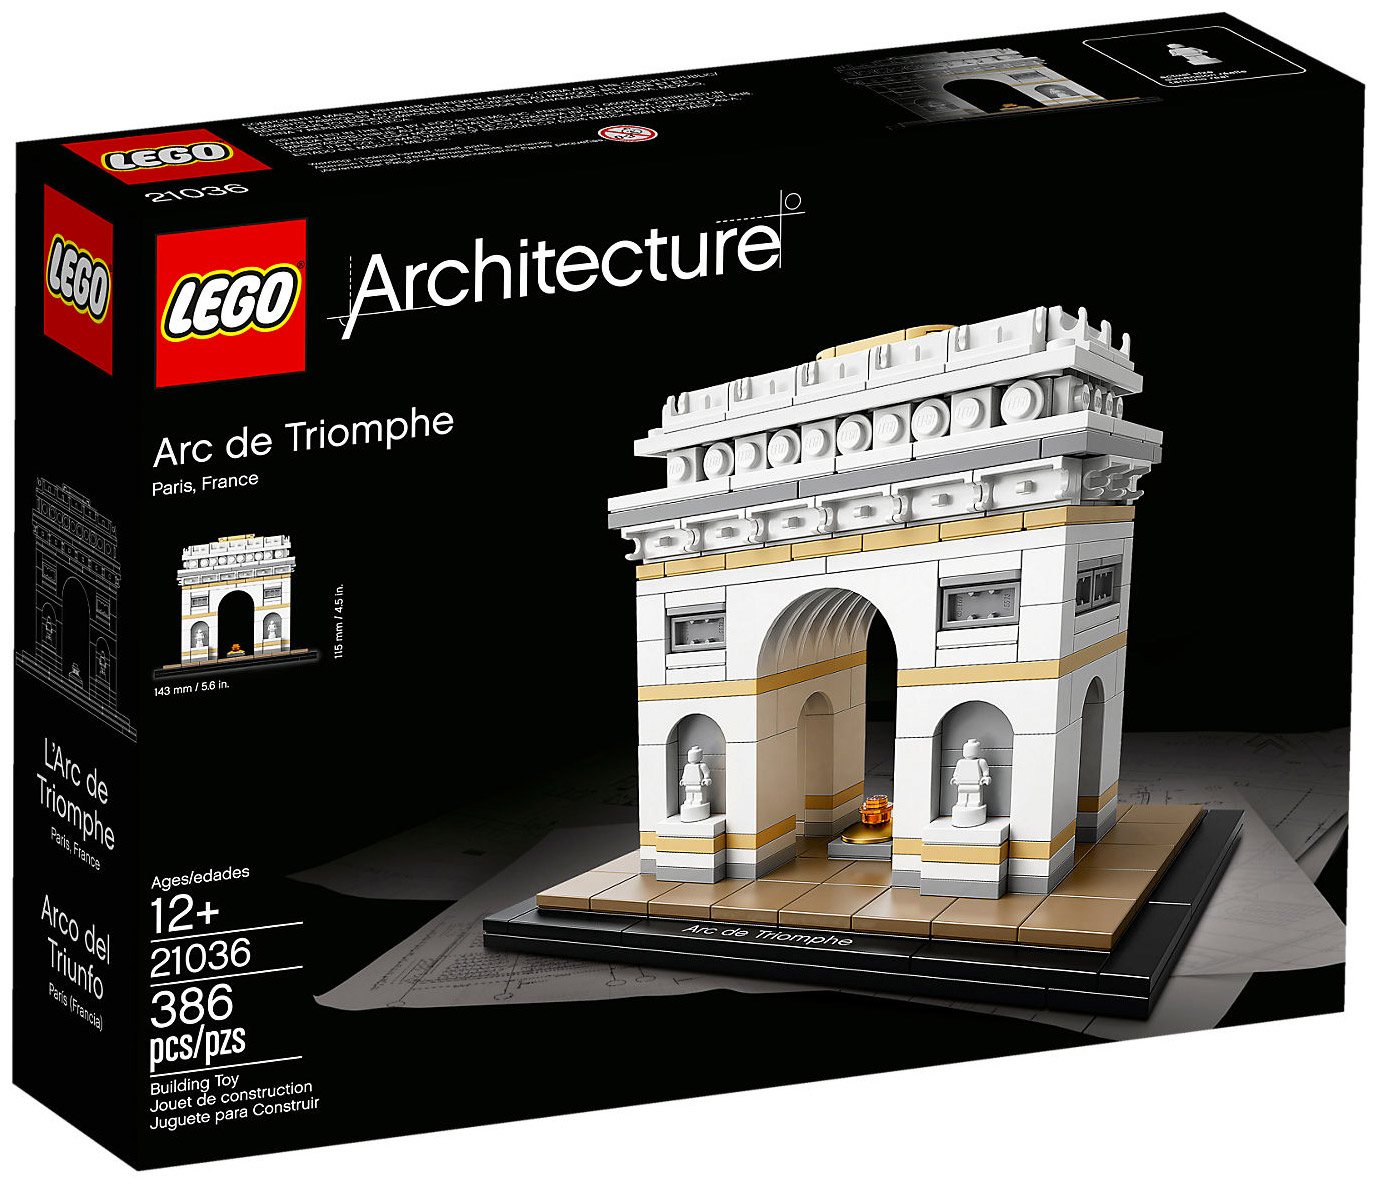 LEGO
21036
LEGO
LEGO
Architecture
Arc de Triomphe
Paris, France
115 mm / 4.5 in.
143 mm / 5.6 in.
L'Arc de
Triomphe
Paris, France
Arco del
Triunfo
París (Francia)
Ages/edades
12+
21036
386
pcs/pzs
Building Toy
Jouet de construction
Juguete para Construir
Arc de Triomphe